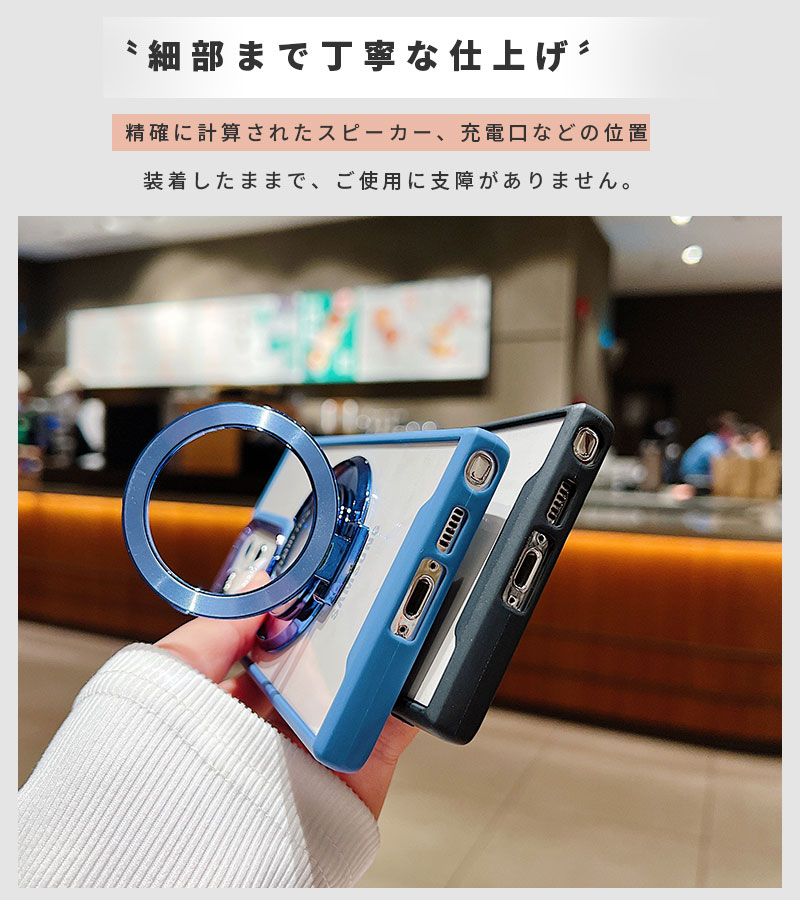 〝細部まで丁寧な仕上げ〞
精確に計算されたスピーカー、充電口などの位置
装着したままで、ご使用に支障がありません。